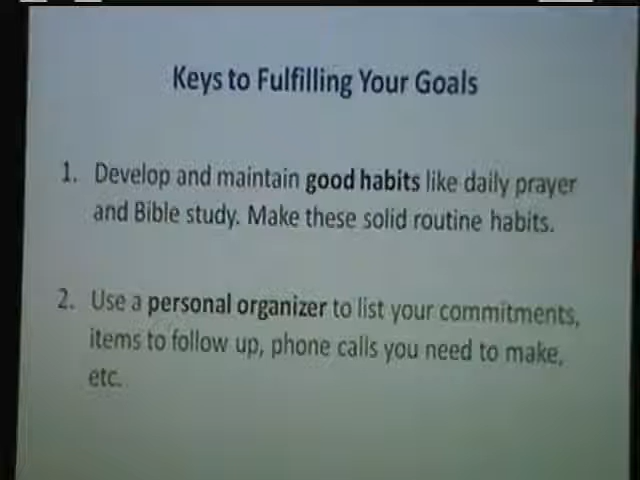 Keys to Fulfilling Your Goals
1. Develop and maintain good habits like daily prayer
and Bible study. Make these solid routine habits.
2. Use a personal organizer to list your commitments,
items to follow up, phone calls you need to make,
etc.